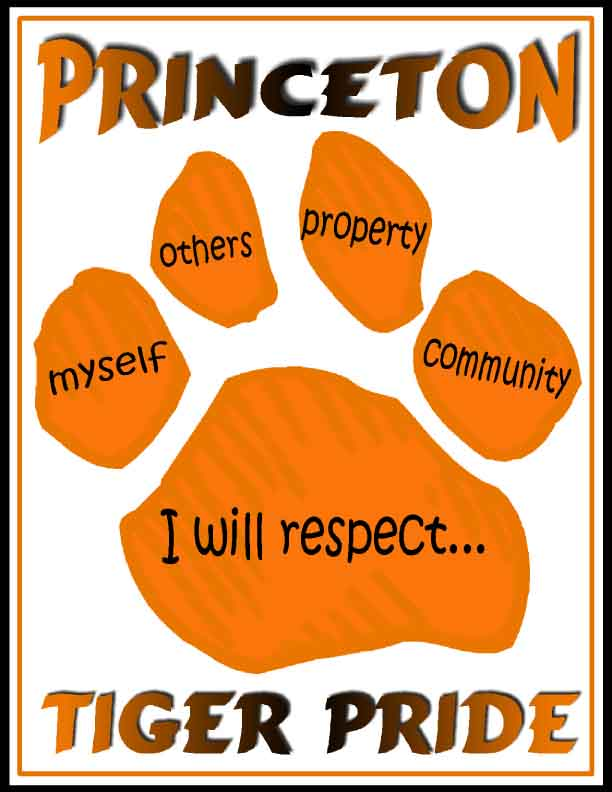 PRINCETON
others
property
myself
community
I will respect...
TIGER PRIDE